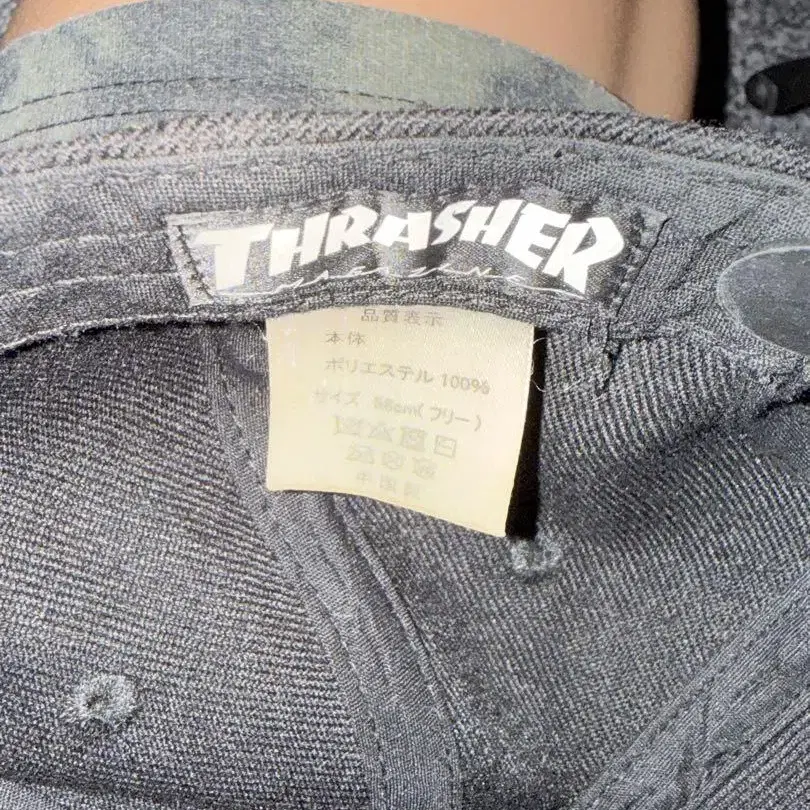 THRASHER
MAGAZINE
品質表示
本体
ポリエステル 100%
サイズ 58cm(フリー)
中国製